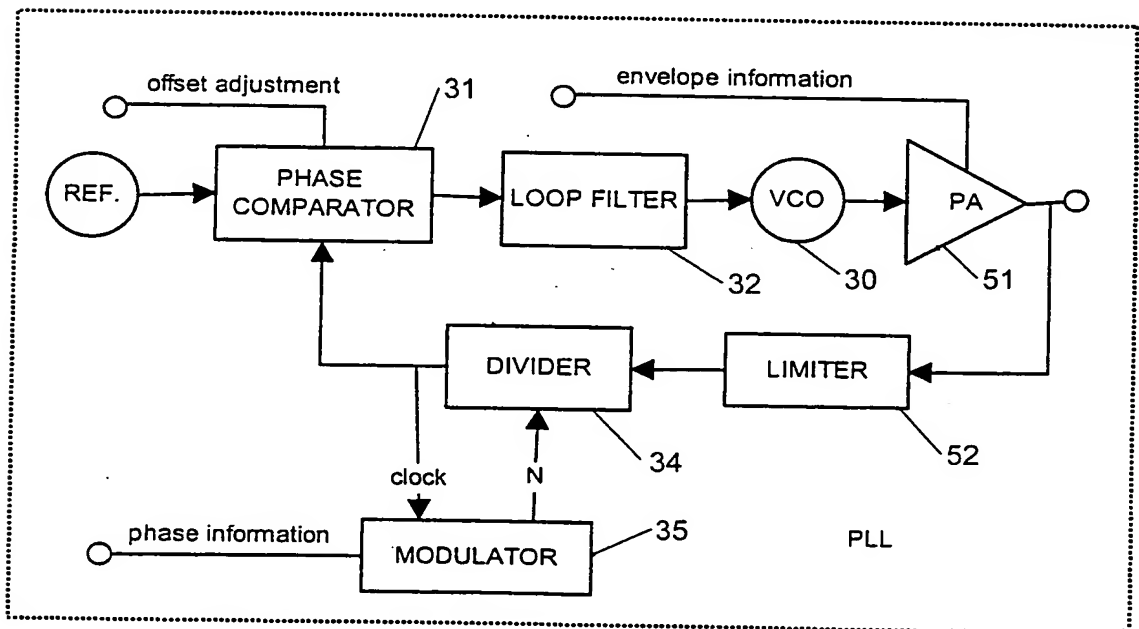 offset adjustment
envelope information
31
REF.
PHASE
COMPARATOR
LOOP FILTER
VCO
PA
32
30
51
DIVIDER
LIMITER
34
52
clock
N
phase information
MODULATOR
35
PLL